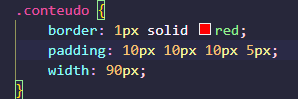 .conteudo {
border: 1px solid red;
padding: 10px 10px 10px 5px;
width: 90px;
}